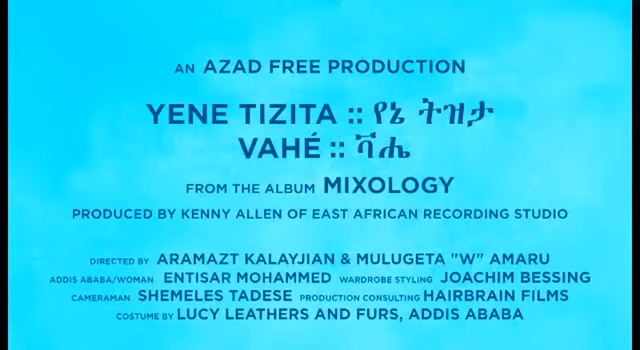 AN AZAD FREE PRODUCTION
YENE TIZITA :: የኔ ትዝታ
VAHÉ :: ቫሔ
FROM THE ALBUM MIXOLOGY
PRODUCED BY KENNY ALLEN OF EAST AFRICAN RECORDING STUDIO
DIRECTED BY ARAMAZT KALAYJIAN & MULUGETA "W" AMARU
ADDIS ABABA/WOMAN ENTISAR MOHAMMED WARDROBE STYLING JOACHIM BESSING
CAMERAMAN SHEMELES TADESE PRODUCTION CONSULTING HAIRBRAIN FILMS
COSTUME BY LUCY LEATHERS AND FURS, ADDIS ABABA